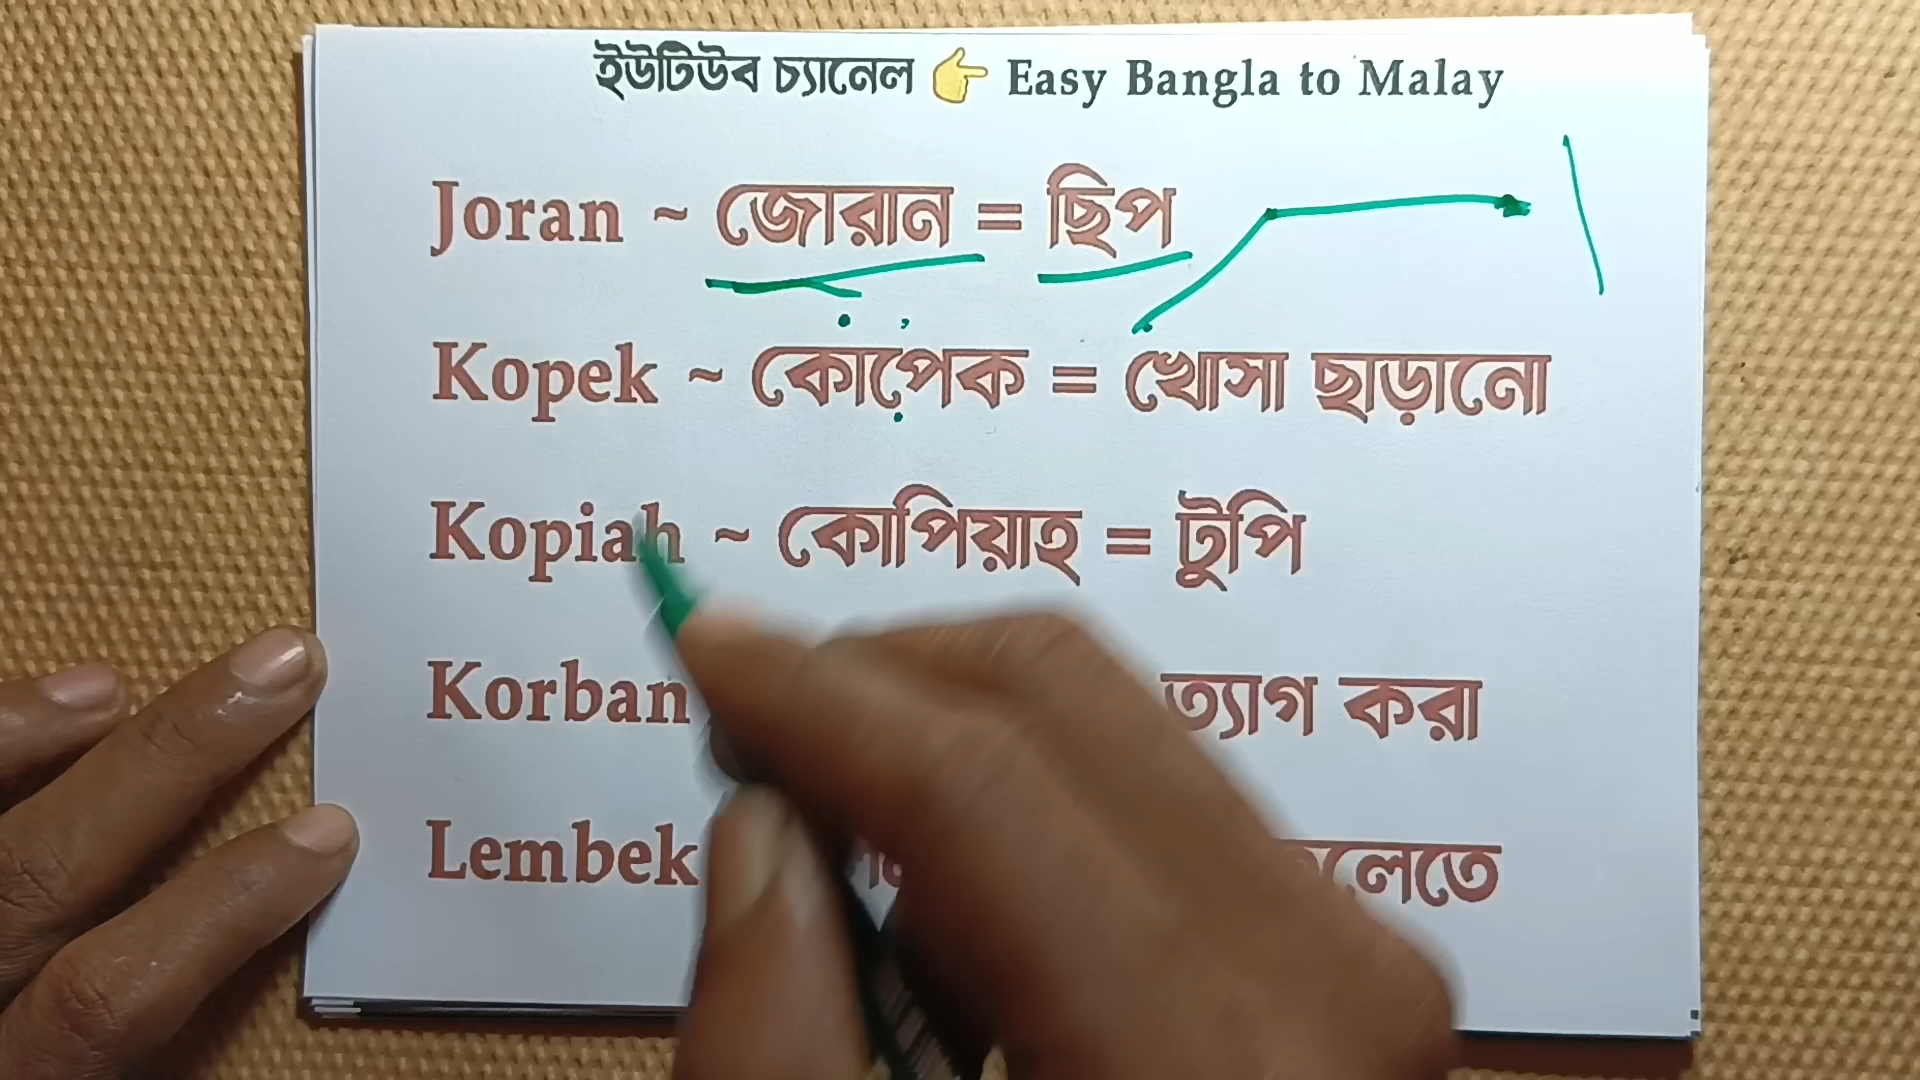 ইউটিউব চ্যানেল 👉 Easy Bangla to Malay
Joran ~ জোরান = ছিপ
Kopek ~ কোপেক = খোসা ছাড়ানো
Kopiah ~ কোপিয়াহ = টুপি
Korban ত্যাগ করা
Lembek